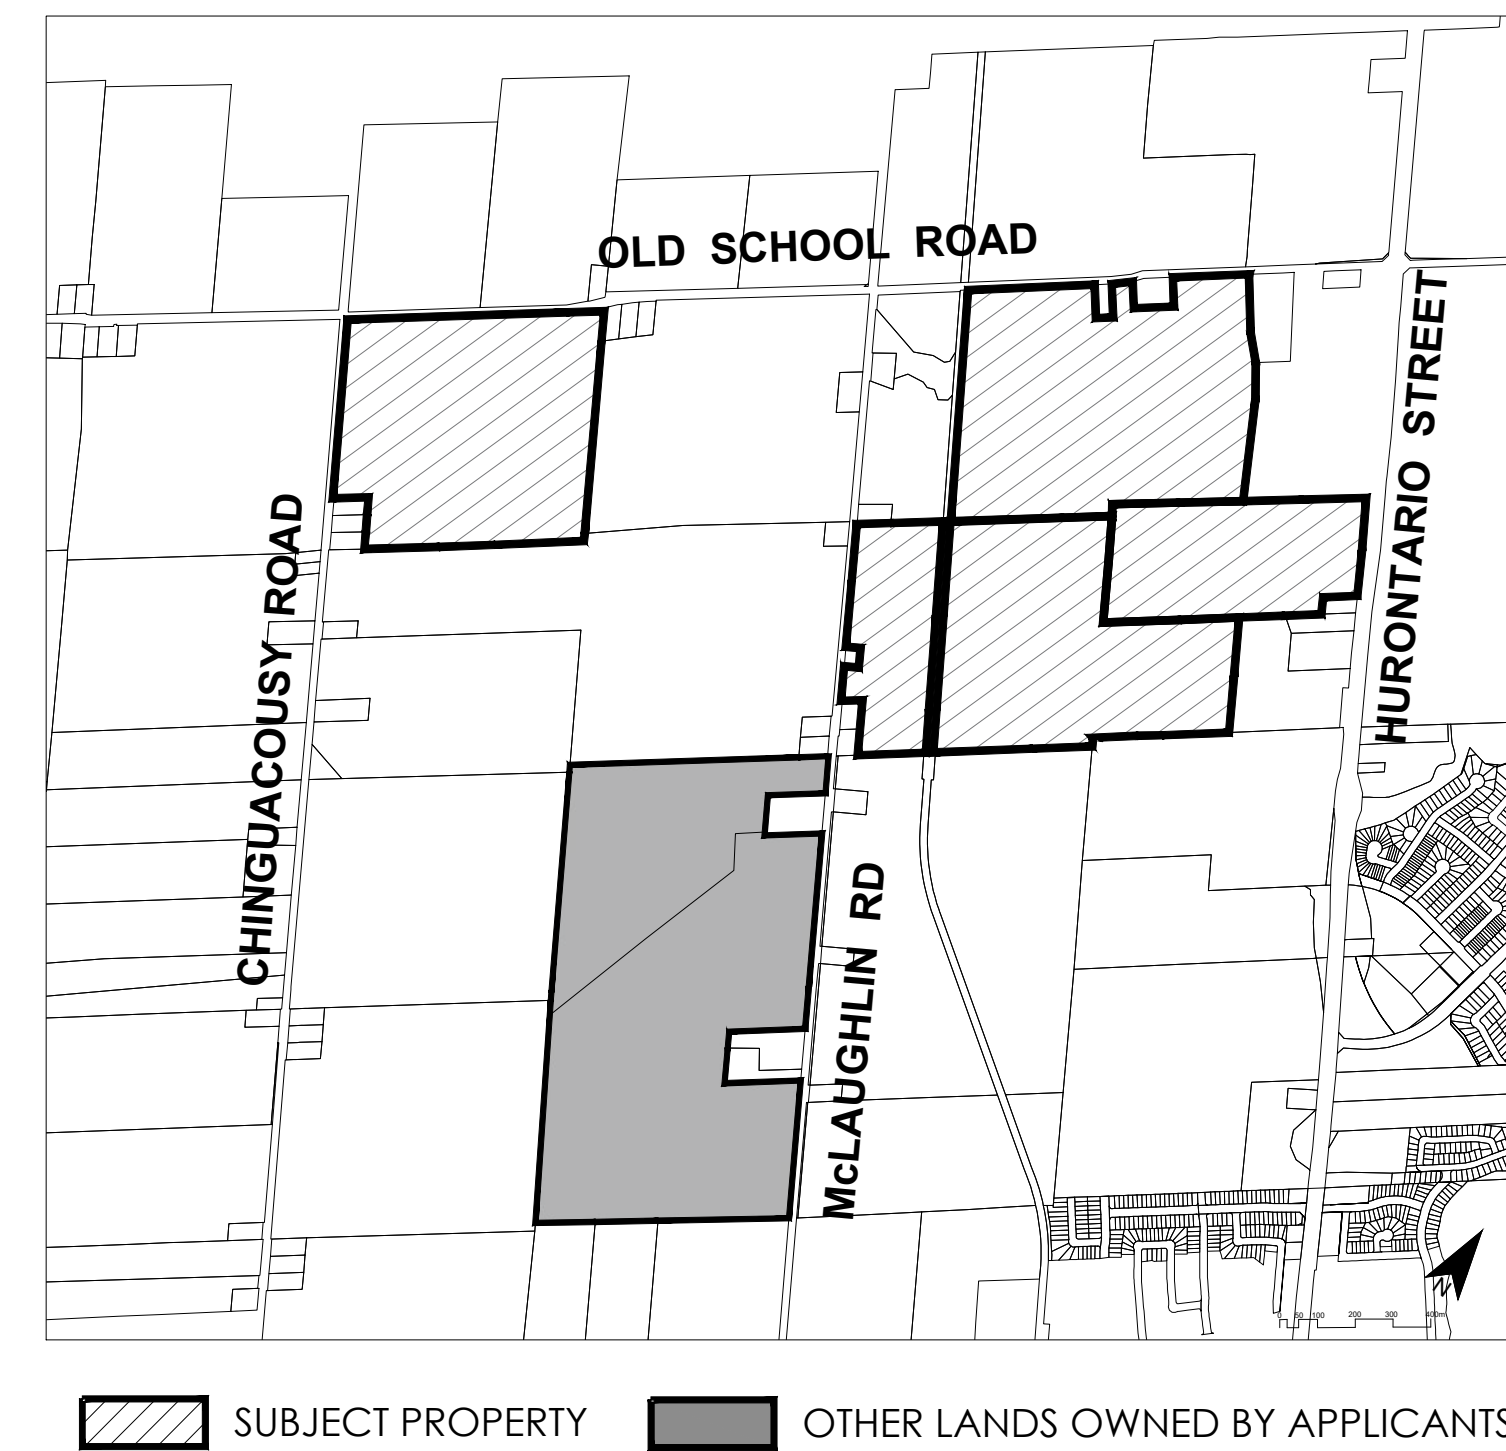 OLD SCHOOL ROAD
HURONTARIO STREET
CHINGUACOUSY ROAD
McLAUGHLIN RD
N
0 50 100 200 300 400m
SUBJECT PROPERTY
OTHER LANDS OWNED BY APPLICANTS